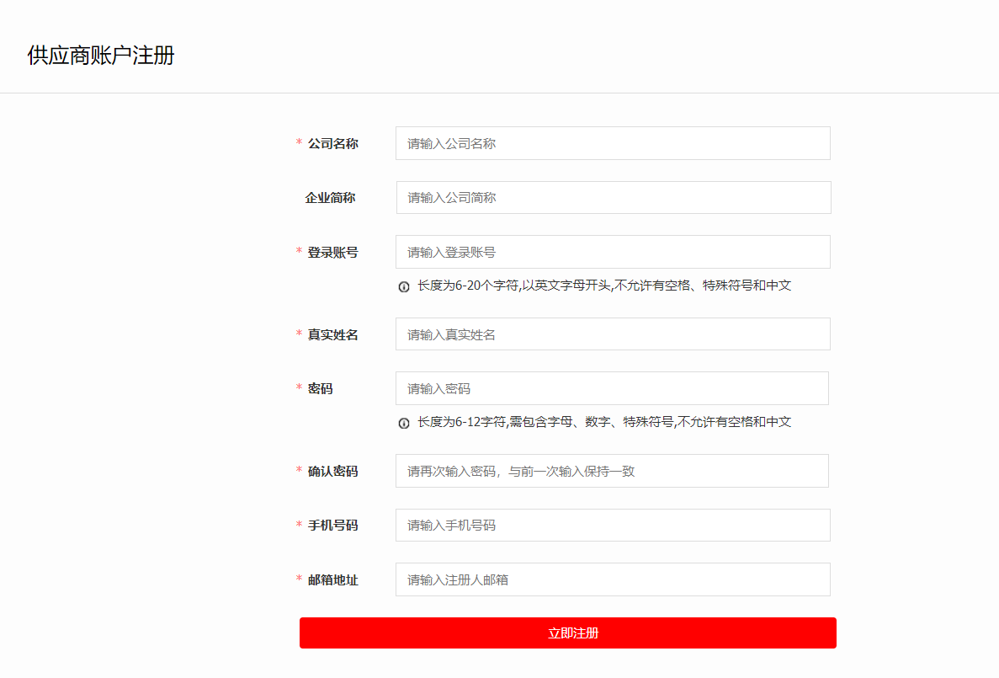 供应商账户注册
* 公司名称 请输入公司名称
企业简称 请输入公司简称
* 登录账号 请输入登录账号
长度为6-20个字符,以英文字母开头,不允许有空格、特殊符号和中文
* 真实姓名 请输入真实姓名
* 密码 请输入密码
长度为6-12字符,需包含字母、数字、特殊符号,不允许有空格和中文
* 确认密码 请再次输入密码，与前一次输入保持一致
* 手机号码 请输入手机号码
* 邮箱地址 请输入注册人邮箱
立即注册